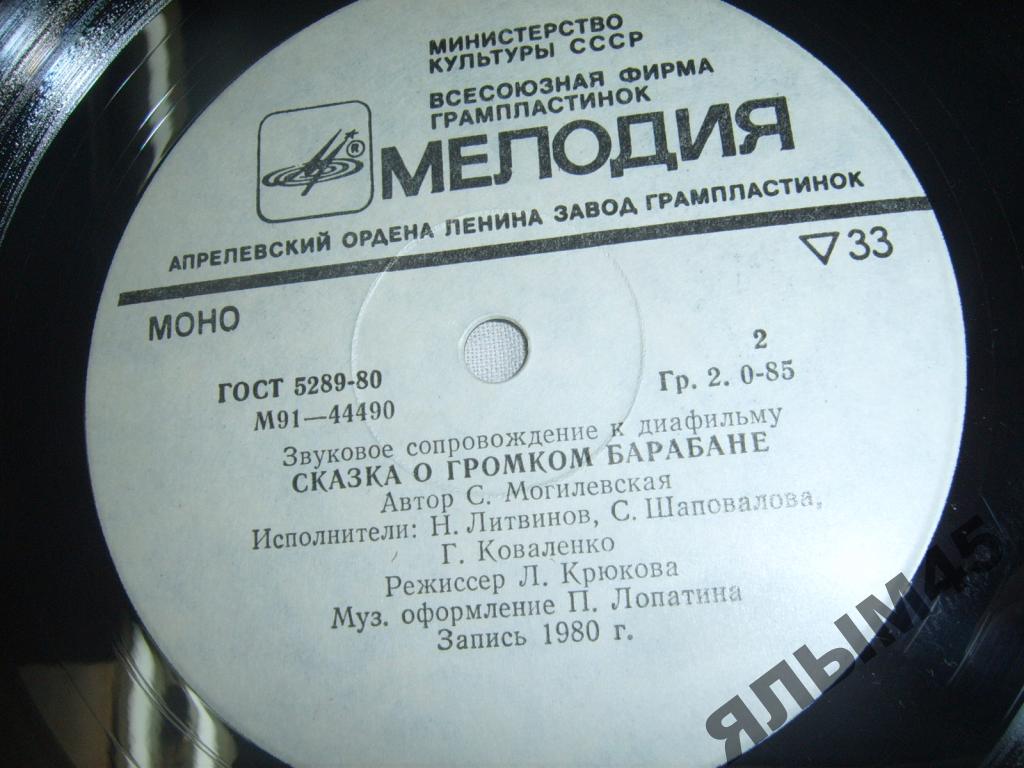 МИНИСТЕРСТВО
КУЛЬТУРЫ СССР
ВСЕСОЮЗНАЯ ФИРМА
ГРАМПЛАСТИНОК
®
МЕЛОДИЯ
АПРЕЛЕВСКИЙ ОРДЕНА ЛЕНИНА ЗАВОД ГРАМПЛАСТИНОК
▽33
МОНО
2
ГОСТ 5289-80
Гр. 2. 0-85
М91—44490
Звуковое сопровождение к диафильму
СКАЗКА О ГРОМКОМ БАРАБАНЕ
Автор С. Могилевская
Исполнители: Н. Литвинов, С. Шаповалова,
Г. Коваленко
Режиссер Л. Крюкова
Муз. оформление П. Лопатина
Запись 1980 г.
ЯЛЫМ45